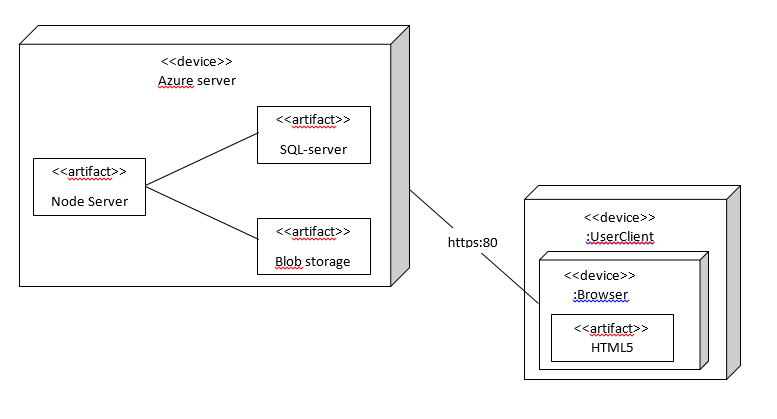 <<device>>
Azure server
<<artifact>>
SQL-server
<<artifact>>
Node Server
<<artifact>>
Blob storage
https:80
<<device>>
:UserClient
<<device>>
:Browser
<<artifact>>
HTML5